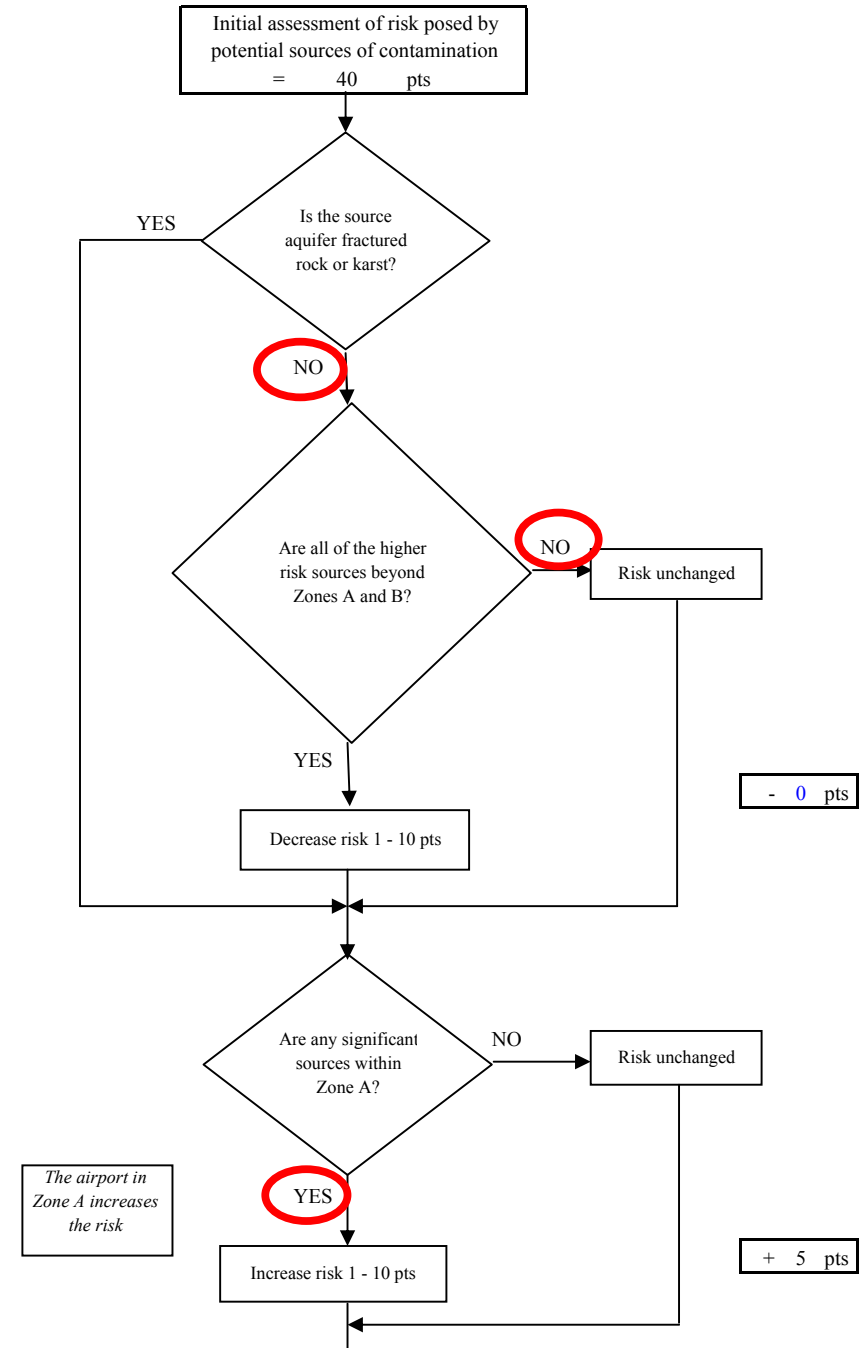 Initial assessment of risk posed by
potential sources of contamination
= 40 pts
YES
Is the source
aquifer fractured
rock or karst?
NO
Are all of the higher
risk sources beyond
Zones A and B?
NO
Risk unchanged
YES
- 0 pts
Decrease risk 1 - 10 pts
Are any significant
sources within
Zone A?
NO
Risk unchanged
The airport in
Zone A increases
the risk
YES
+ 5 pts
Increase risk 1 - 10 pts